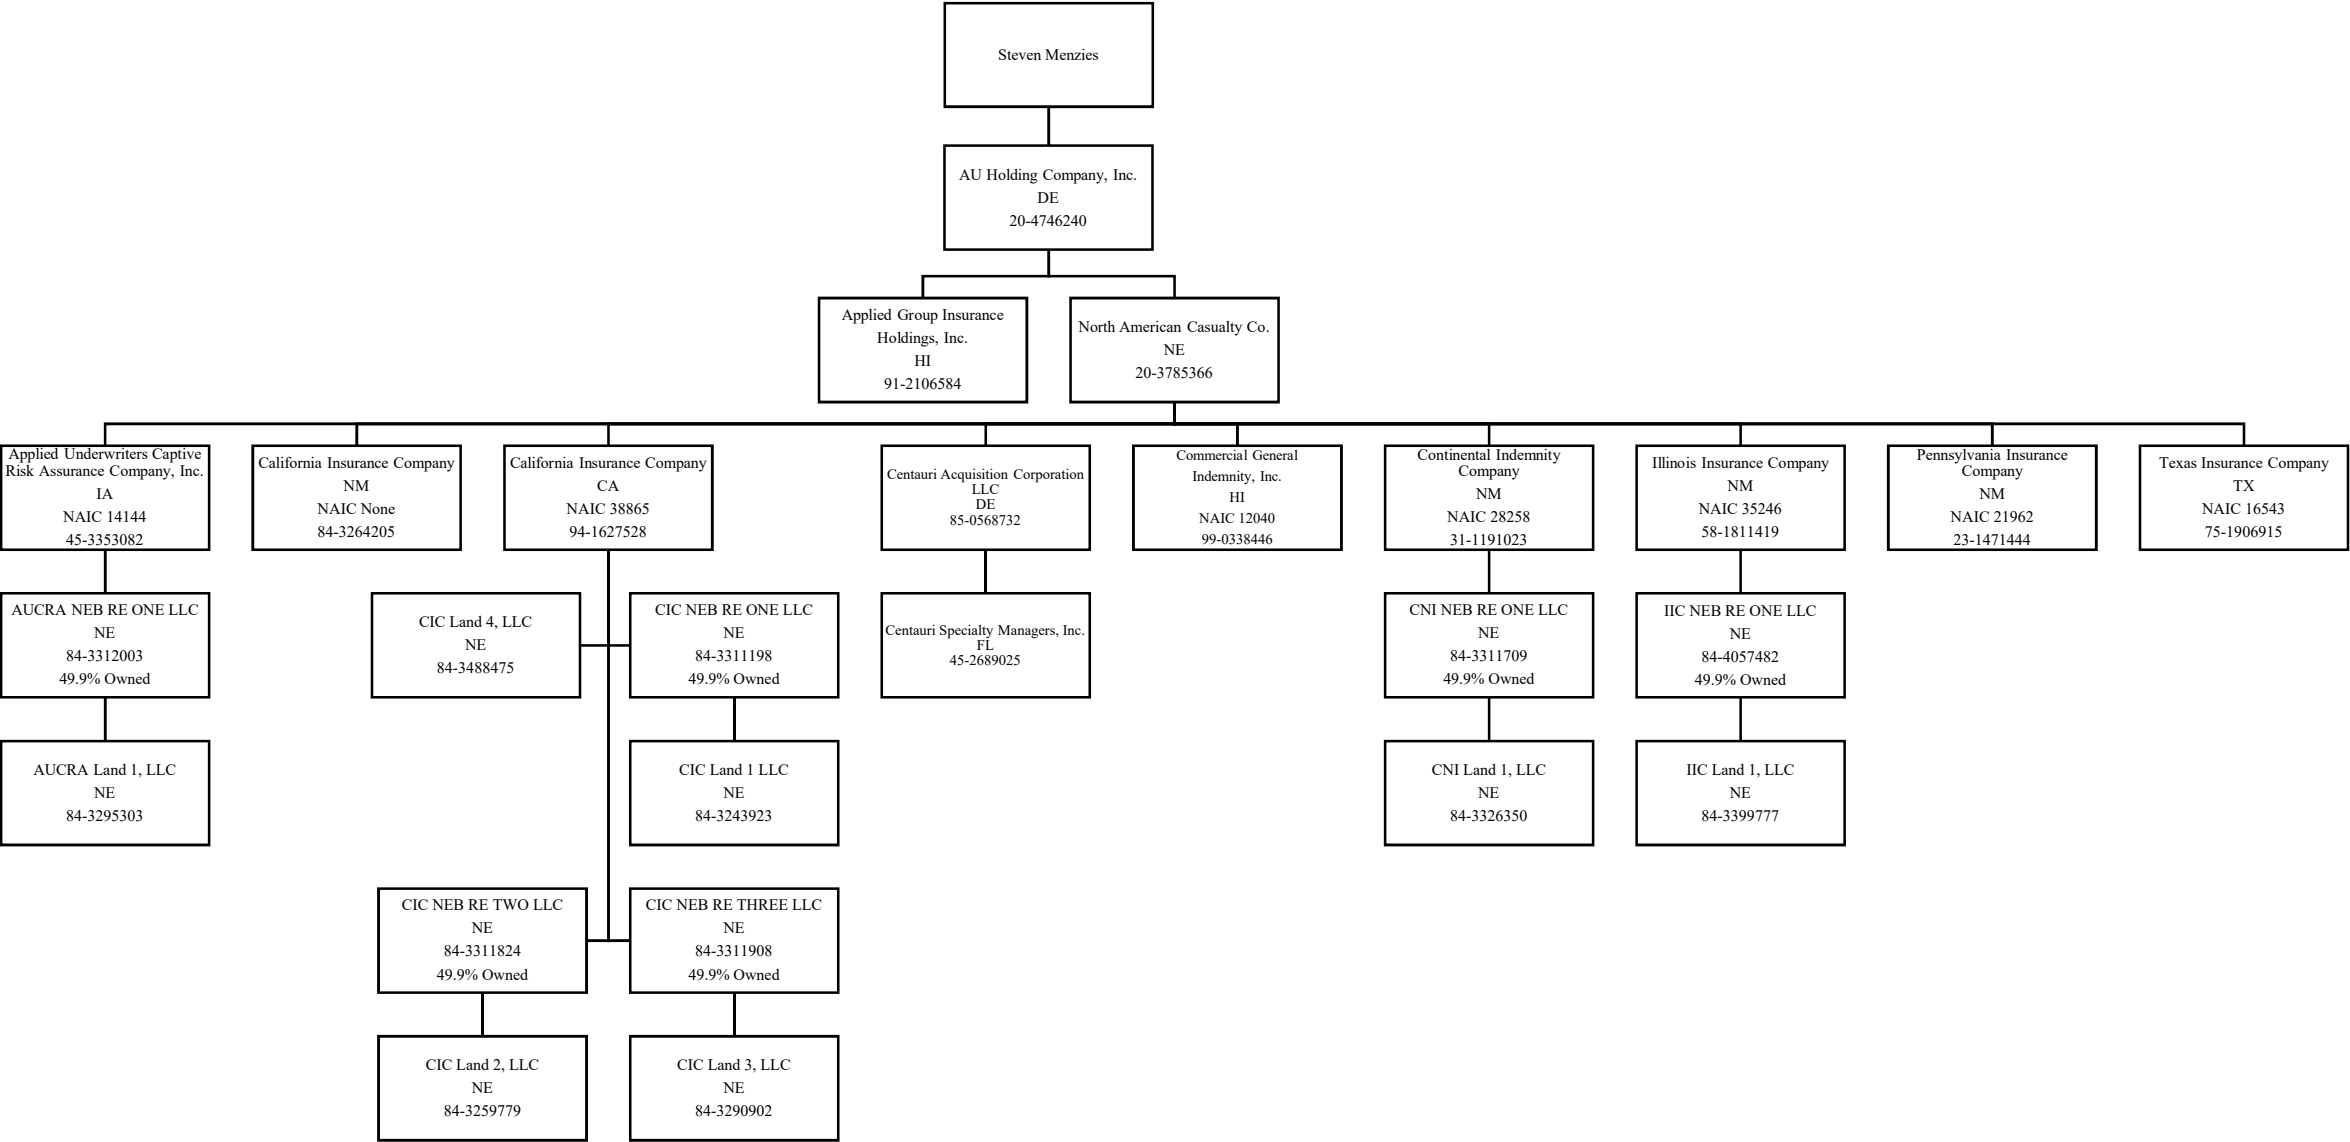 Steven Menzies
AU Holding Company, Inc.
DE
20-4746240
Applied Group Insurance
Holdings, Inc.
HI
91-2106584
North American Casualty Co.
NE
20-3785366
Applied Underwriters Captive
Risk Assurance Company, Inc.
IA
NAIC 14144
45-3353082
California Insurance Company
NM
NAIC None
84-3264205
California Insurance Company
CA
NAIC 38865
94-1627528
Centauri Acquisition Corporation
LLC
DE
85-0568732
Commercial General
Indemnity, Inc.
HI
NAIC 12040
99-0338446
Continental Indemnity
Company
NM
NAIC 28258
31-1191023
Illinois Insurance Company
NM
NAIC 35246
58-1811419
Pennsylvania Insurance
Company
NM
NAIC 21962
23-1471444
Texas Insurance Company
TX
NAIC 16543
75-1906915
AUCRA NEB RE ONE LLC
NE
84-3312003
49.9% Owned
CIC Land 4, LLC
NE
84-3488475
CIC NEB RE ONE LLC
NE
84-3311198
49.9% Owned
Centauri Specialty Managers, Inc.
FL
45-2689025
CNI NEB RE ONE LLC
NE
84-3311709
49.9% Owned
IIC NEB RE ONE LLC
NE
84-4057482
49.9% Owned
AUCRA Land 1, LLC
NE
84-3295303
CIC Land 1 LLC
NE
84-3243923
CNI Land 1, LLC
NE
84-3326350
IIC Land 1, LLC
NE
84-3399777
CIC NEB RE TWO LLC
NE
84-3311824
49.9% Owned
CIC NEB RE THREE LLC
NE
84-3311908
49.9% Owned
CIC Land 2, LLC
NE
84-3259779
CIC Land 3, LLC
NE
84-3290902